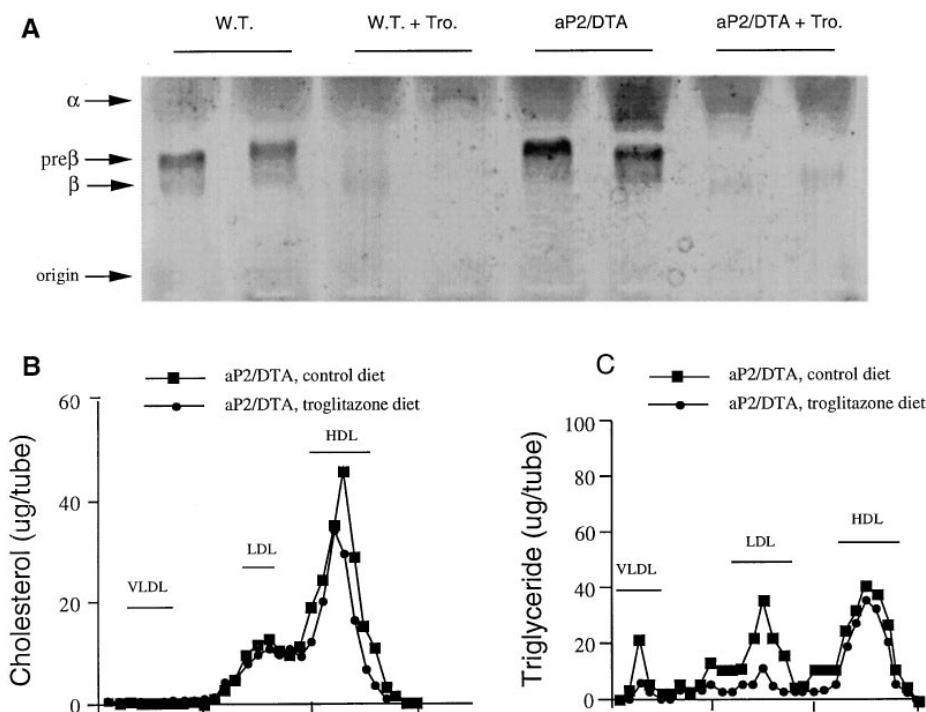 A
W.T.
W.T. + Tro.
aP2/DTA
aP2/DTA + Tro.
α
preβ
β
origin
B
aP2/DTA, control diet
aP2/DTA, troglitazone diet
Cholesterol (ug/tube)
60
40
20
0
VLDL
LDL
HDL
C
aP2/DTA, control diet
aP2/DTA, troglitazone diet
Triglyceride (ug/tube)
100
80
60
40
20
0
VLDL
LDL
HDL